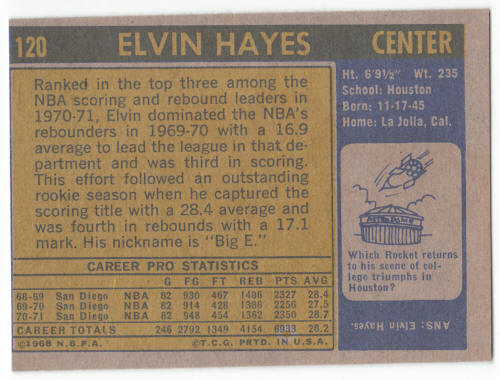 120 ELVIN HAYES CENTER
Ranked in the top three among the
NBA scoring and rebound leaders in
1970-71, Elvin dominated the NBA's
rebounders in 1969-70 with a 16.9
average to lead the league in that de-
partment and was third in scoring.
This effort followed an outstanding
rookie season when he captured the
scoring title with a 28.4 average and
was fourth in rebounds with a 17.1
mark. His nickname is "Big E."
CAREER PRO STATISTICS
G FG FT REB PTS AVG
68-69 San Diego NBA 82 930 467 1406 2327 28.4
69-70 San Diego NBA 82 914 428 1386 2256 27.5
70-71 San Diego NBA 82 948 454 1362 2350 28.7
CAREER TOTALS 246 2792 1349 4154 6933 28.2
©1968 N.B.P.A. ©T.C.G. PRTD. IN U.S.A.
Ht. 6'9½" Wt. 235
School: Houston
Born: 11-17-45
Home: La Jolla, Cal.
ASTRODOME
Which Rocket returns
to his scene of col-
lege triumphs in
Houston?
ANS: Elvin Hayes.